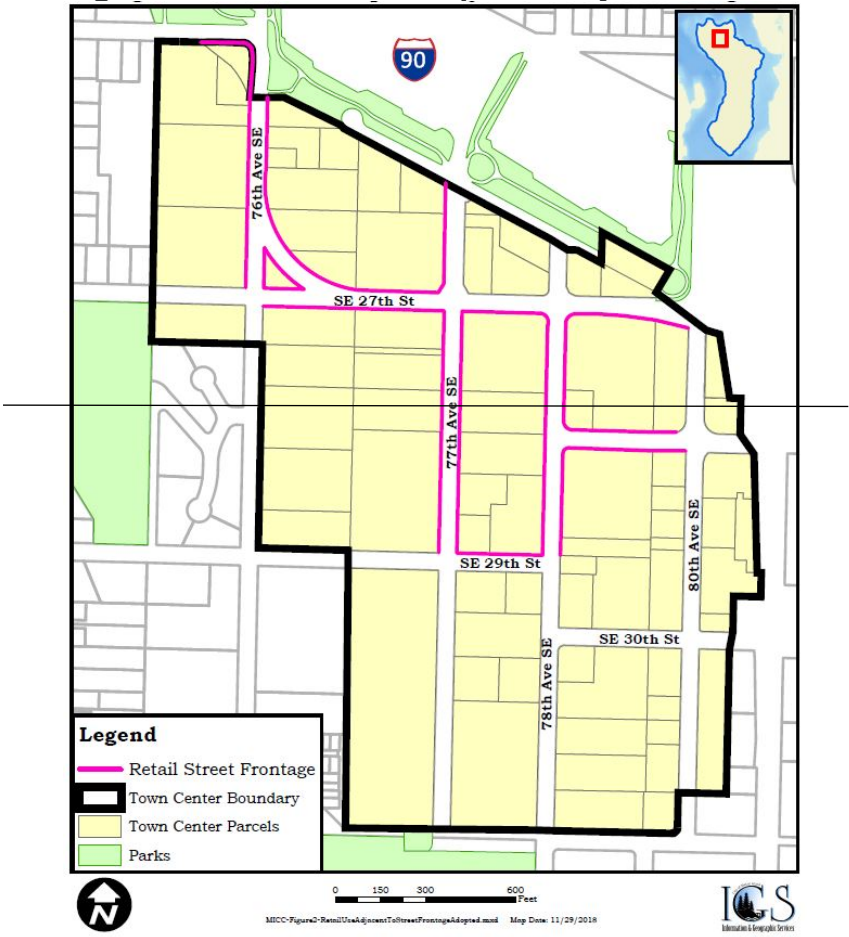 90
76th Ave SE
SE 27th St
77th Ave SE
SE 29th St
80th Ave SE
SE 30th St
78th Ave SE
Legend
Retail Street Frontage
Town Center Boundary
Town Center Parcels
Parks
N
0 150 300 600
Feet
MICC-Figure2-RetailUseAdjacentToStreetFrontageAdopted.mxd Map Date: 11/29/2018
IGS
Information & Geographic Services